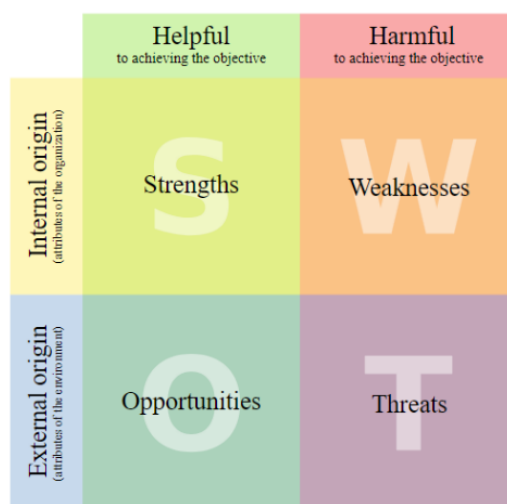 Helpful
to achieving the objective
Harmful
to achieving the objective
Internal origin
(attributes of the organization)
S
Strengths
W
Weaknesses
External origin
(attributes of the environment)
O
Opportunities
T
Threats